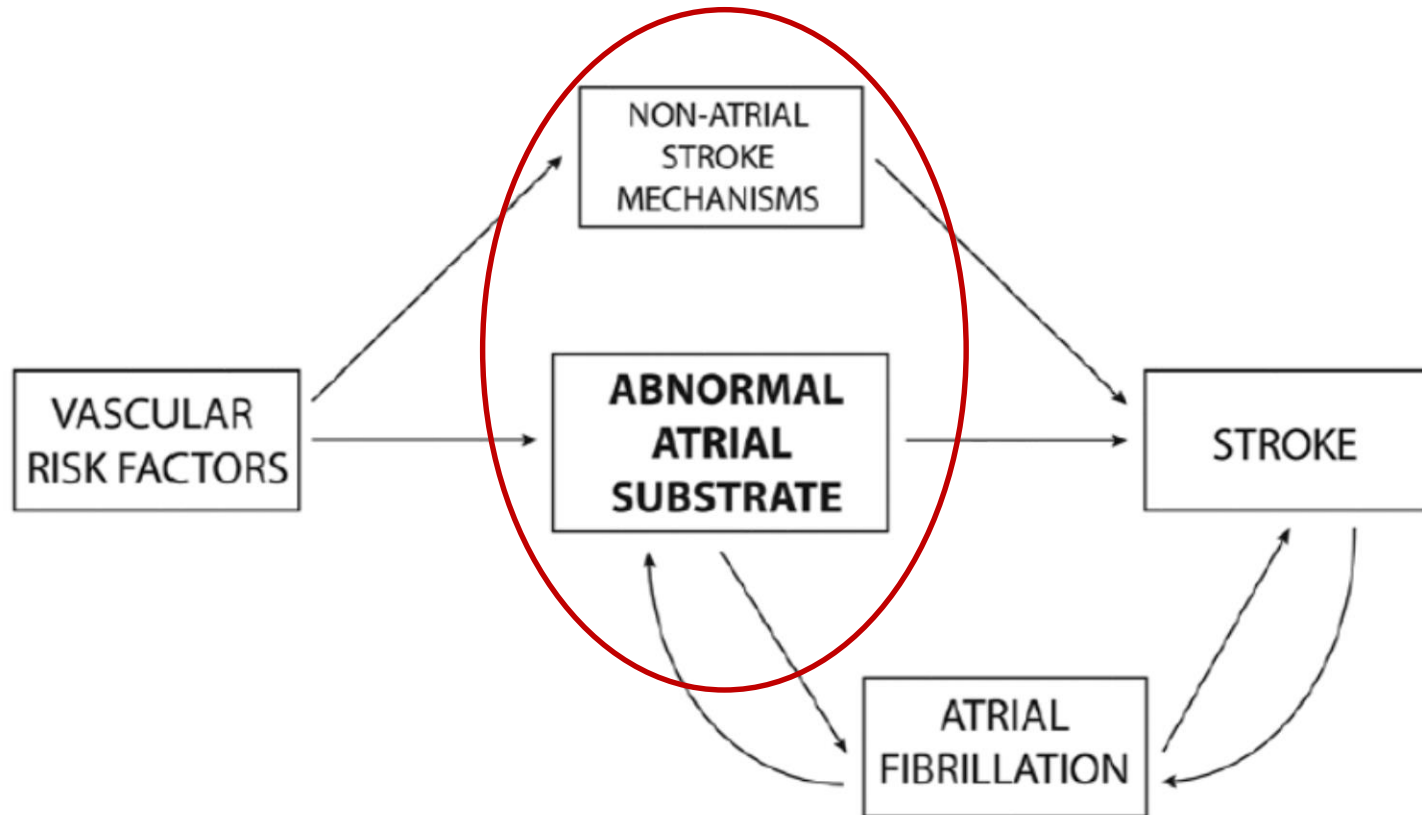 NON-ATRIAL
STROKE
MECHANISMS
VASCULAR
RISK FACTORS
ABNORMAL
ATRIAL
SUBSTRATE
STROKE
ATRIAL
FIBRILLATION